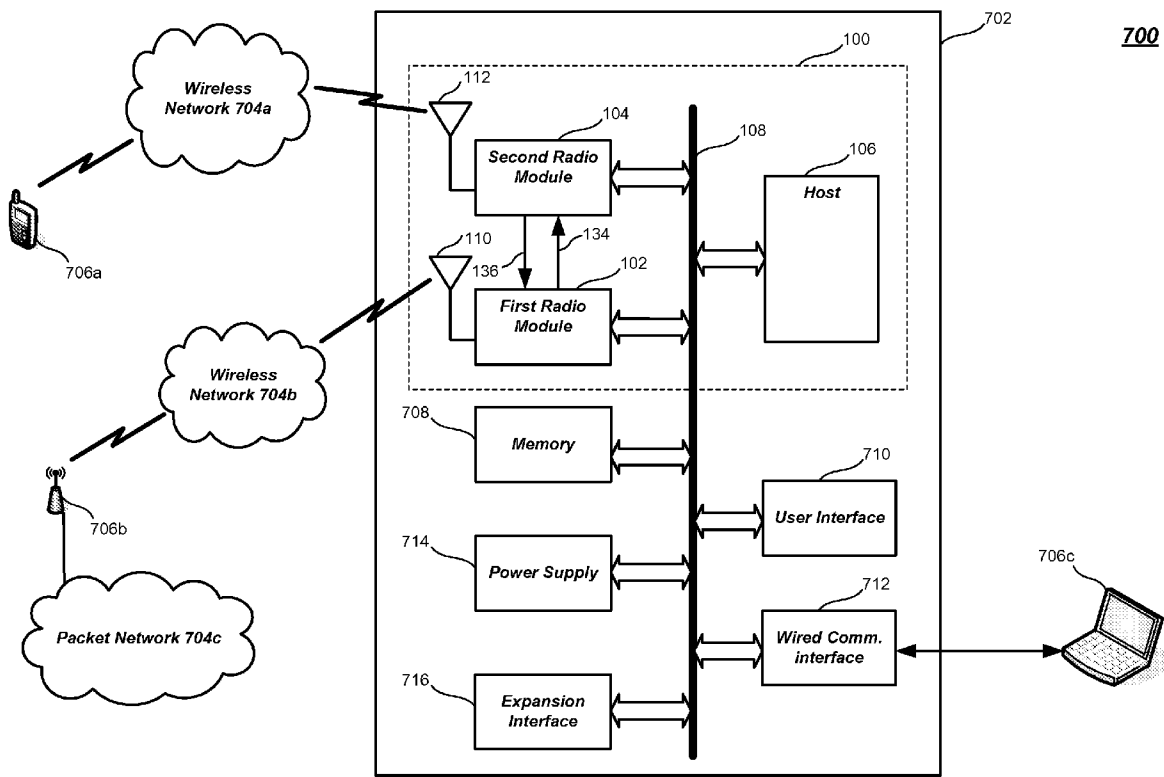 700
702
100
Wireless
Network 704a
112
104
108
106
Second Radio
Module
Host
706a
110
136
134
102
First Radio
Module
Wireless
Network 704b
708
Memory
710
User Interface
706b
714
Power Supply
706c
712
Wired Comm.
interface
Packet Network 704c
716
Expansion
Interface